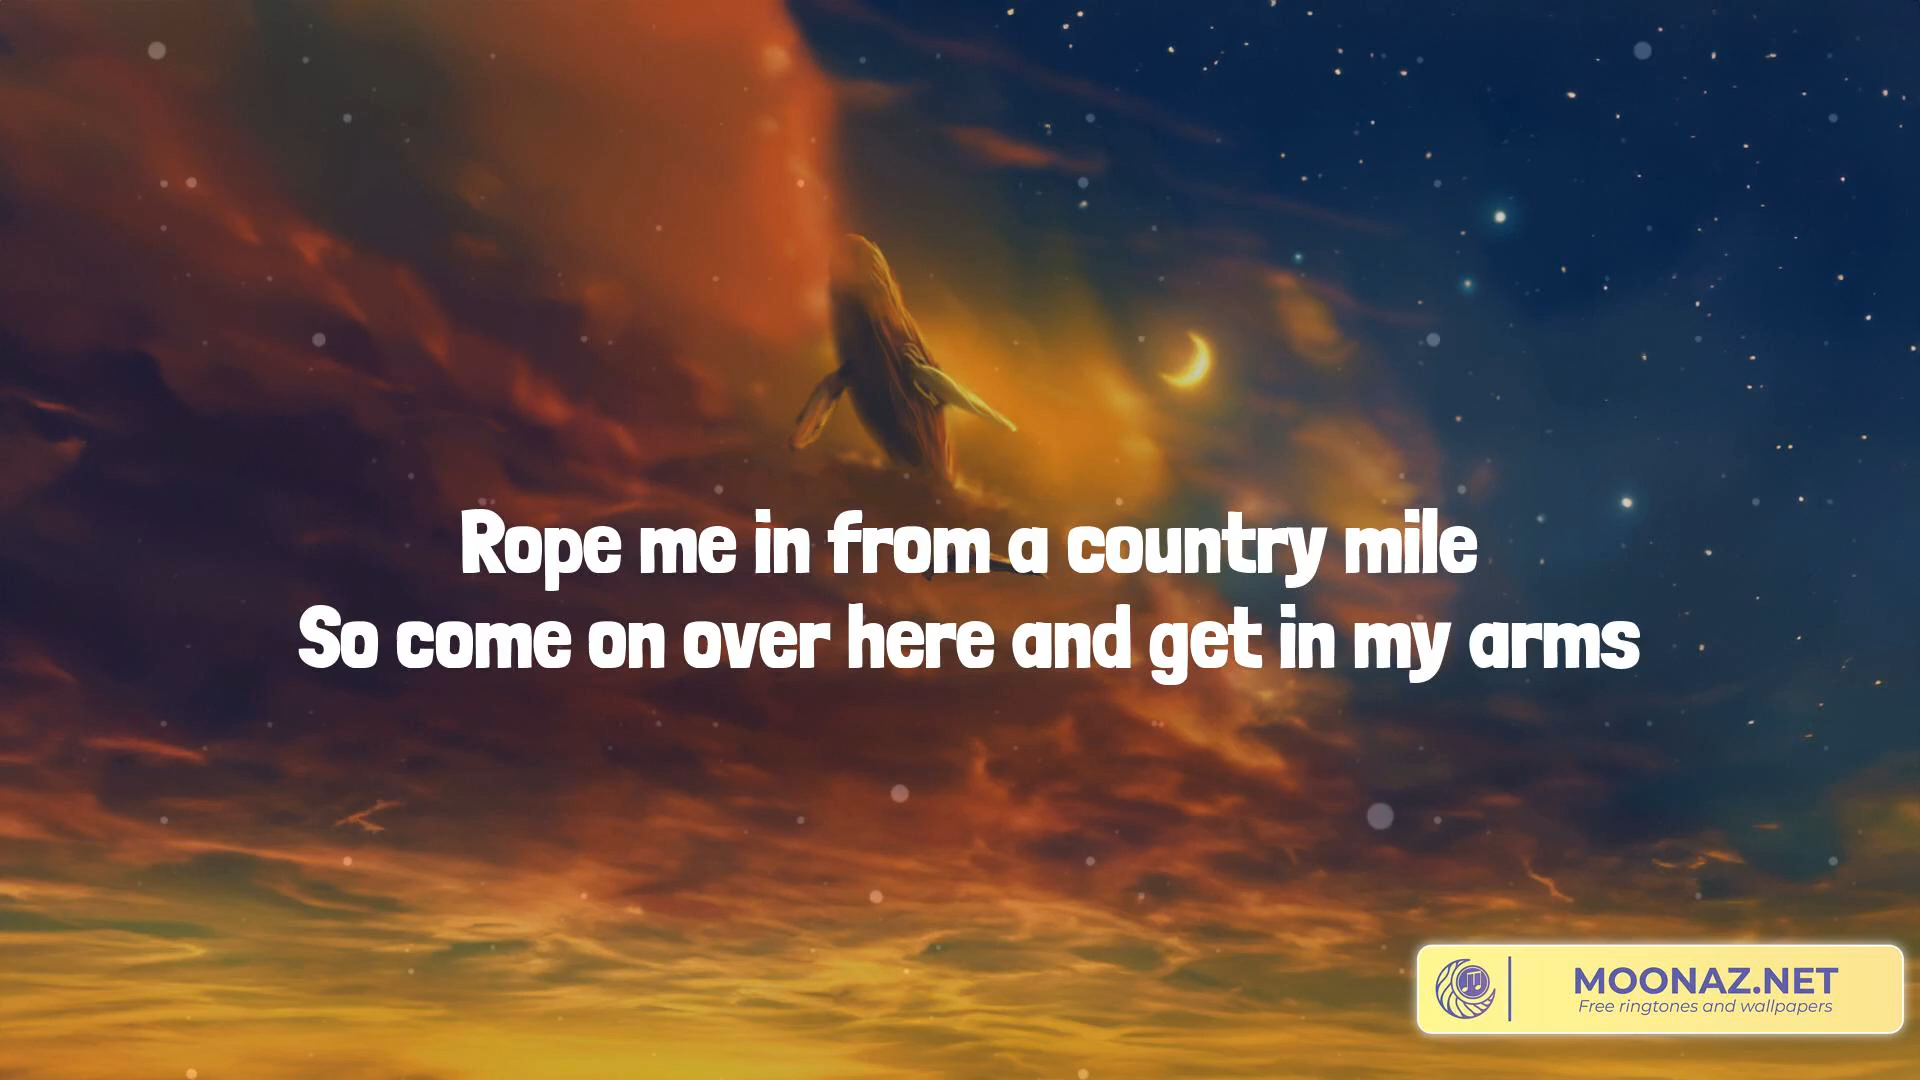 Rope me in from a country mile
So come on over here and get in my arms
MOONAZ.NET
Free ringtones and wallpapers